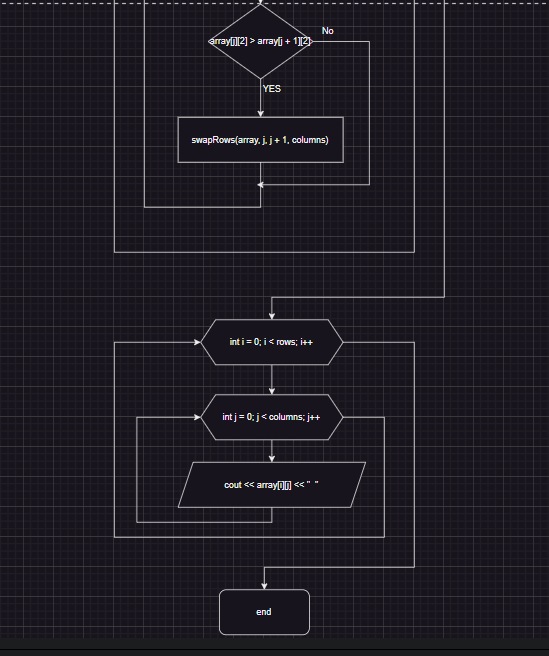 No
array[j][2] > array[j + 1][2]
YES
swapRows(array, j, j + 1, columns)
int i = 0; i < rows; i++
int j = 0; j < columns; j++
cout << array[i][j] << "  "
end